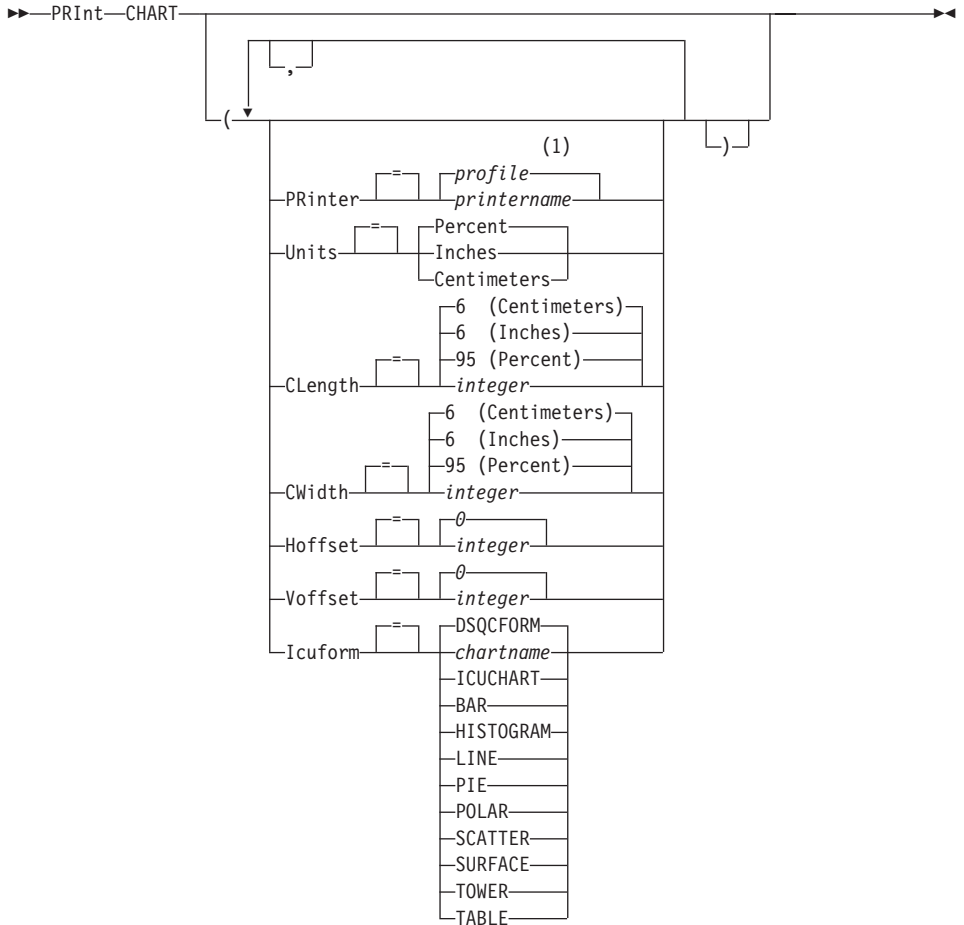 PRInt CHART
,
(
)
(1)
= profile
PRinter printername
= Percent
Units Inches
Centimeters
6 (Centimeters)
6 (Inches)
= 95 (Percent)
CLength integer
6 (Centimeters)
6 (Inches)
= 95 (Percent)
CWidth integer
= 0
Hoffset integer
= 0
Voffset integer
= DSQCFORM
Icuform chartname
ICUCHART
BAR
HISTOGRAM
LINE
PIE
POLAR
SCATTER
SURFACE
TOWER
TABLE